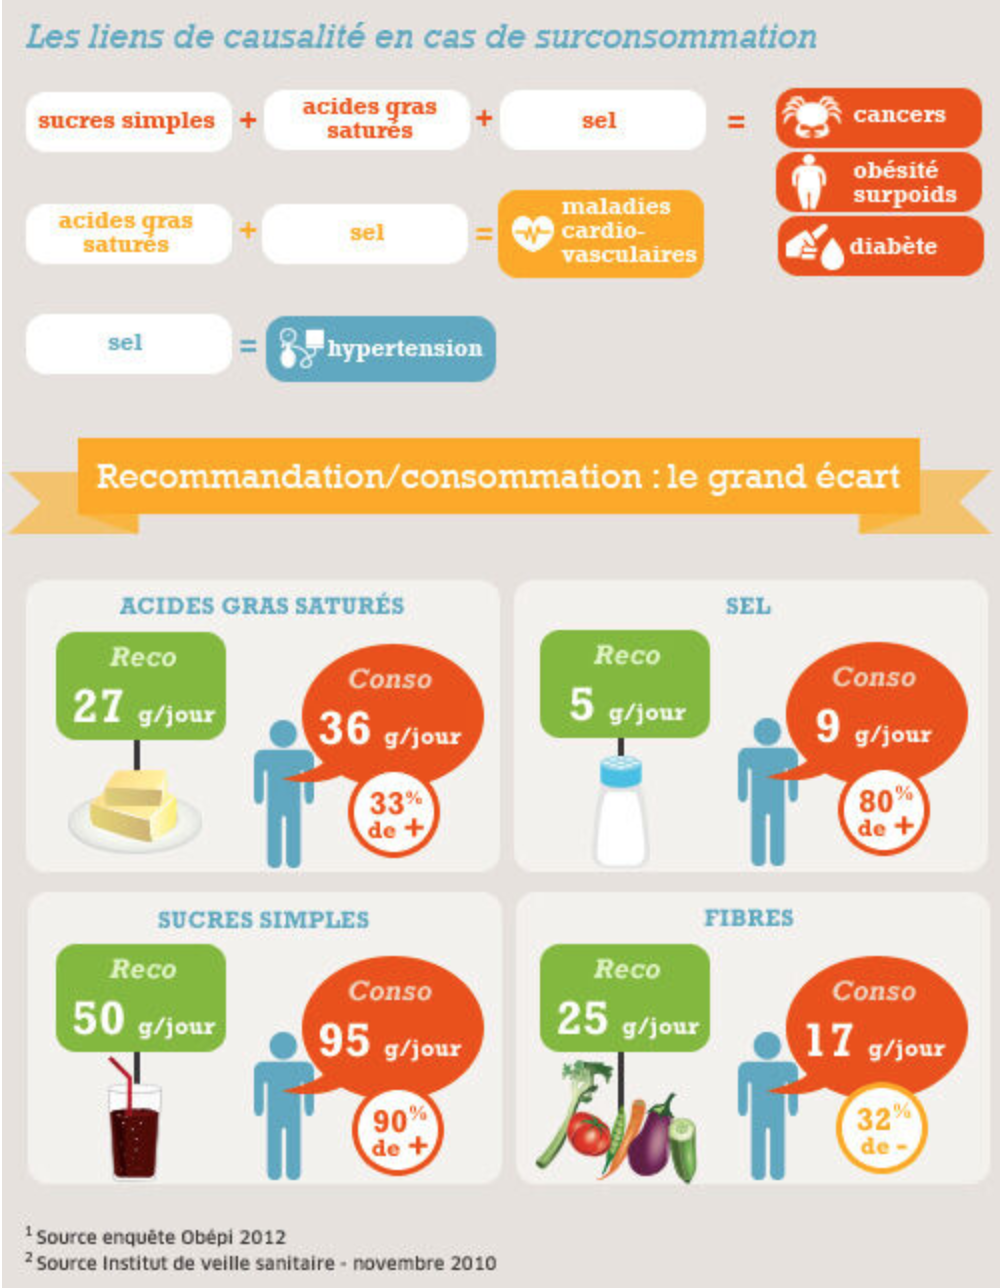 Les liens de causalité en cas de surconsommation
sucres simples + acides gras saturés + sel =
cancers
obésité
surpoids
diabète
acides gras saturés + sel =
maladies
cardio-
vasculaires
sel = hypertension
Recommandation/consommation : le grand écart
ACIDES GRAS SATURÉS
Reco
27 g/jour
Conso
36 g/jour
33%
de +
SEL
Reco
5 g/jour
Conso
9 g/jour
80%
de +
SUCRES SIMPLES
Reco
50 g/jour
Conso
95 g/jour
90%
de +
FIBRES
Reco
25 g/jour
Conso
17 g/jour
32%
de -
1 Source enquête Obépi 2012
2 Source Institut de veille sanitaire - novembre 2010